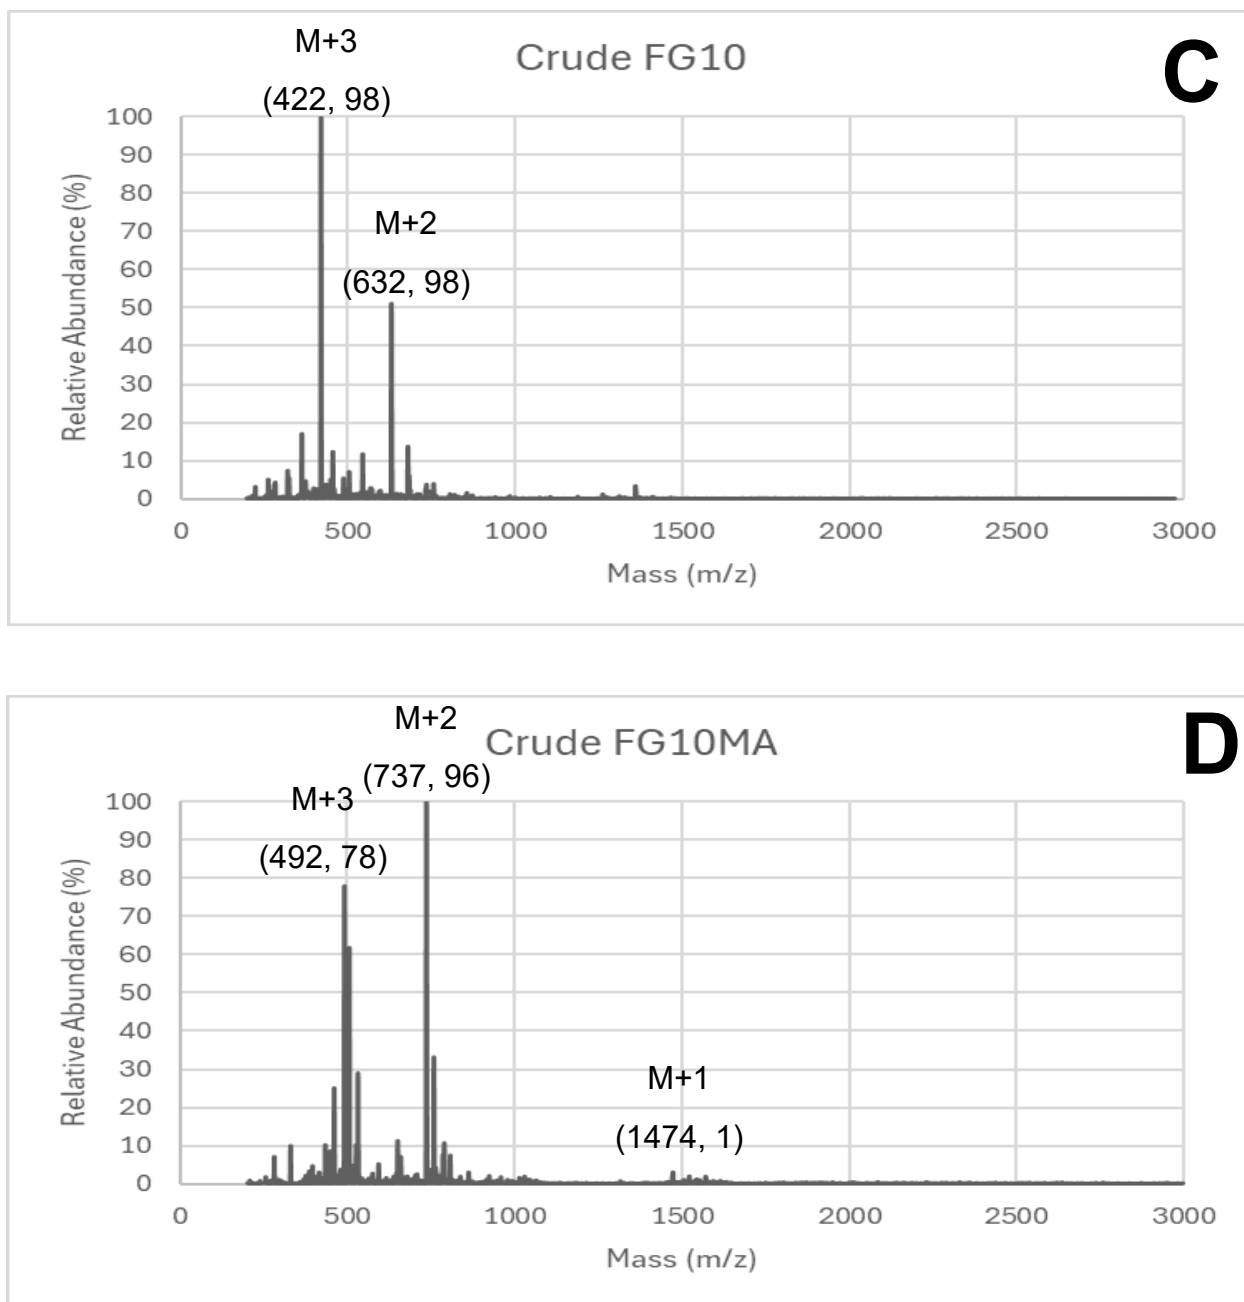 M+3
Crude FG10
C
(422, 98)
M+2
(632, 98)
100
90
80
70
60
50
40
30
20
10
0
Relative Abundance (%)
0 500 1000 1500 2000 2500 3000
Mass (m/z)
M+2
Crude FG10MA
D
(737, 96)
M+3
(492, 78)
M+1
(1474, 1)
100
90
80
70
60
50
40
30
20
10
0
Relative Abundance (%)
0 500 1000 1500 2000 2500 3000
Mass (m/z)